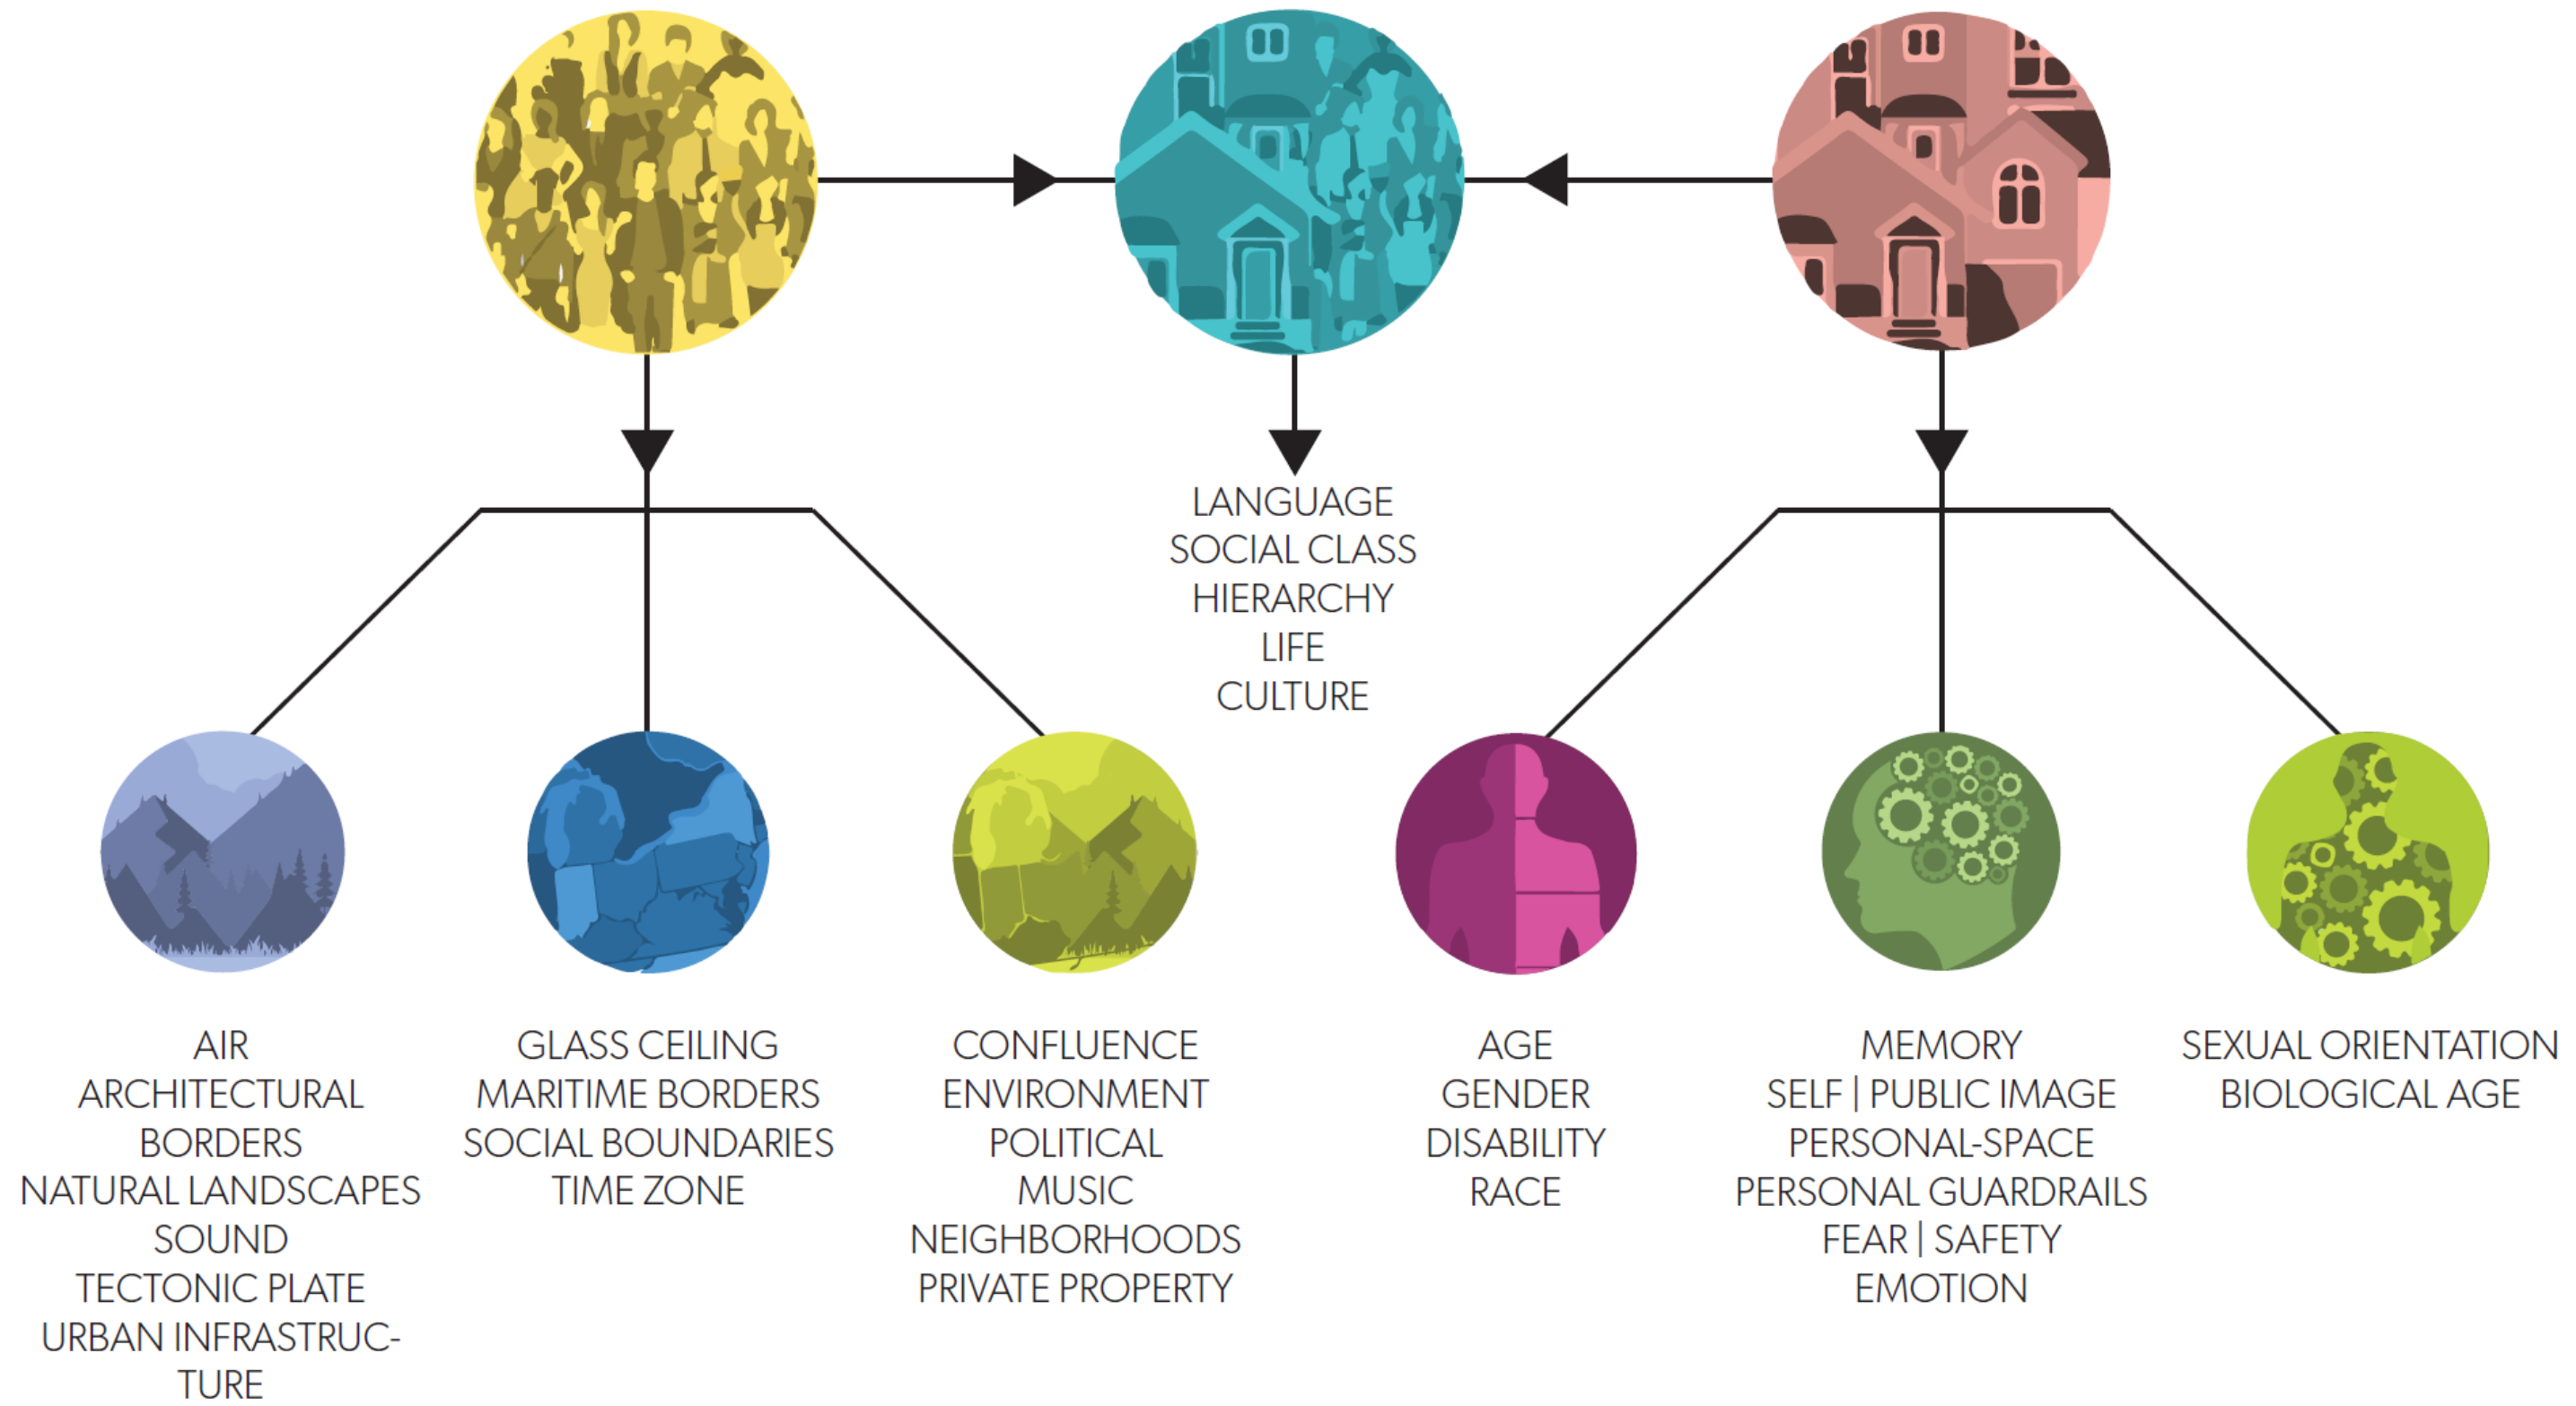 LANGUAGE
SOCIAL CLASS
HIERARCHY
LIFE
CULTURE
AIR
ARCHITECTURAL
BORDERS
NATURAL LANDSCAPES
SOUND
TECTONIC PLATE
URBAN INFRASTRUC-
TURE
GLASS CEILING
MARITIME BORDERS
SOCIAL BOUNDARIES
TIME ZONE
CONFLUENCE
ENVIRONMENT
POLITICAL
MUSIC
NEIGHBORHOODS
PRIVATE PROPERTY
AGE
GENDER
DISABILITY
RACE
MEMORY
SELF | PUBLIC IMAGE
PERSONAL-SPACE
PERSONAL GUARDRAILS
FEAR | SAFETY
EMOTION
SEXUAL ORIENTATION
BIOLOGICAL AGE